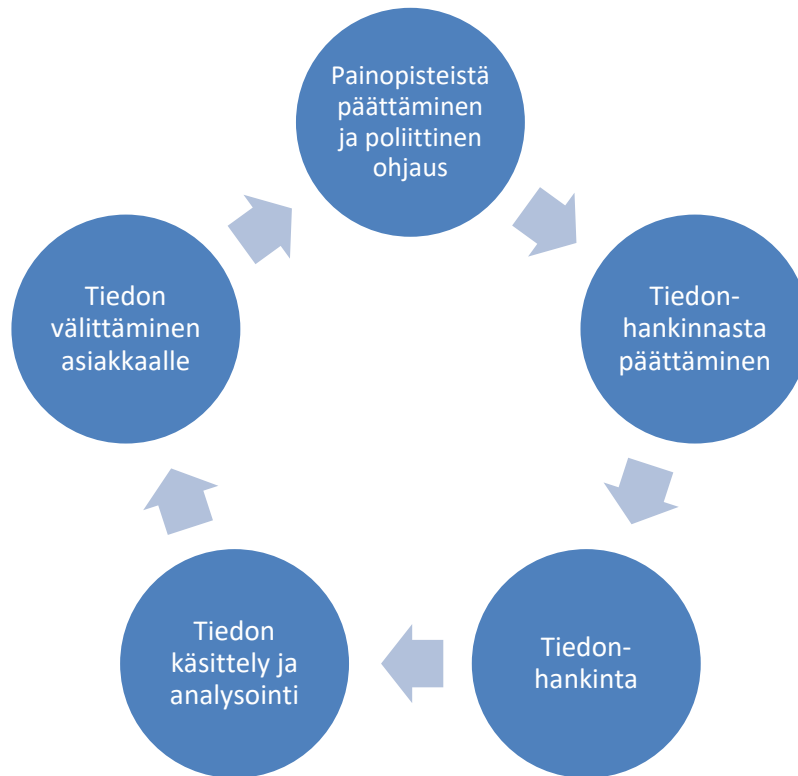 Painopisteistä
päättäminen
ja poliittinen
ohjaus
Tiedon-
hankinnasta
päättäminen
Tiedon-
hankinta
Tiedon
käsittely ja
analysointi
Tiedon
välittäminen
asiakkaalle